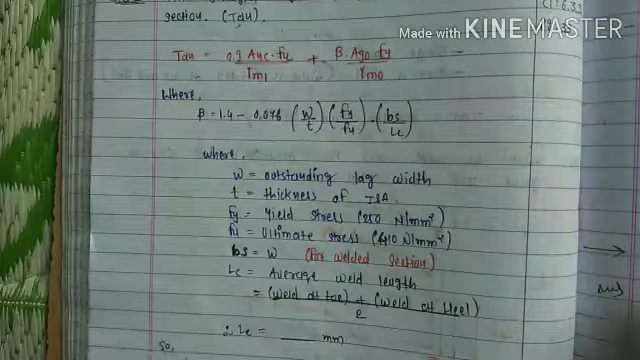 Made with KINEMASTER
section. (Tdu).
Tdu = 0.9 Anc . fu / γm1 + β . Ago fy / γm0
Where,
β = 1.4 - 0.076 (w/t) (fy/fu) . (bs/Lc)
where,
w = outstanding lag width
t = thickness of ISA.
fy = Yield stress (250 N/mm²)
fu = Ultimate stress (410 N/mm²)
bs = w (for welded section)
Lc = Average weld length
= (weld at toe) + (weld at Heel) / 2
∴ Lc = ___ mm
so,